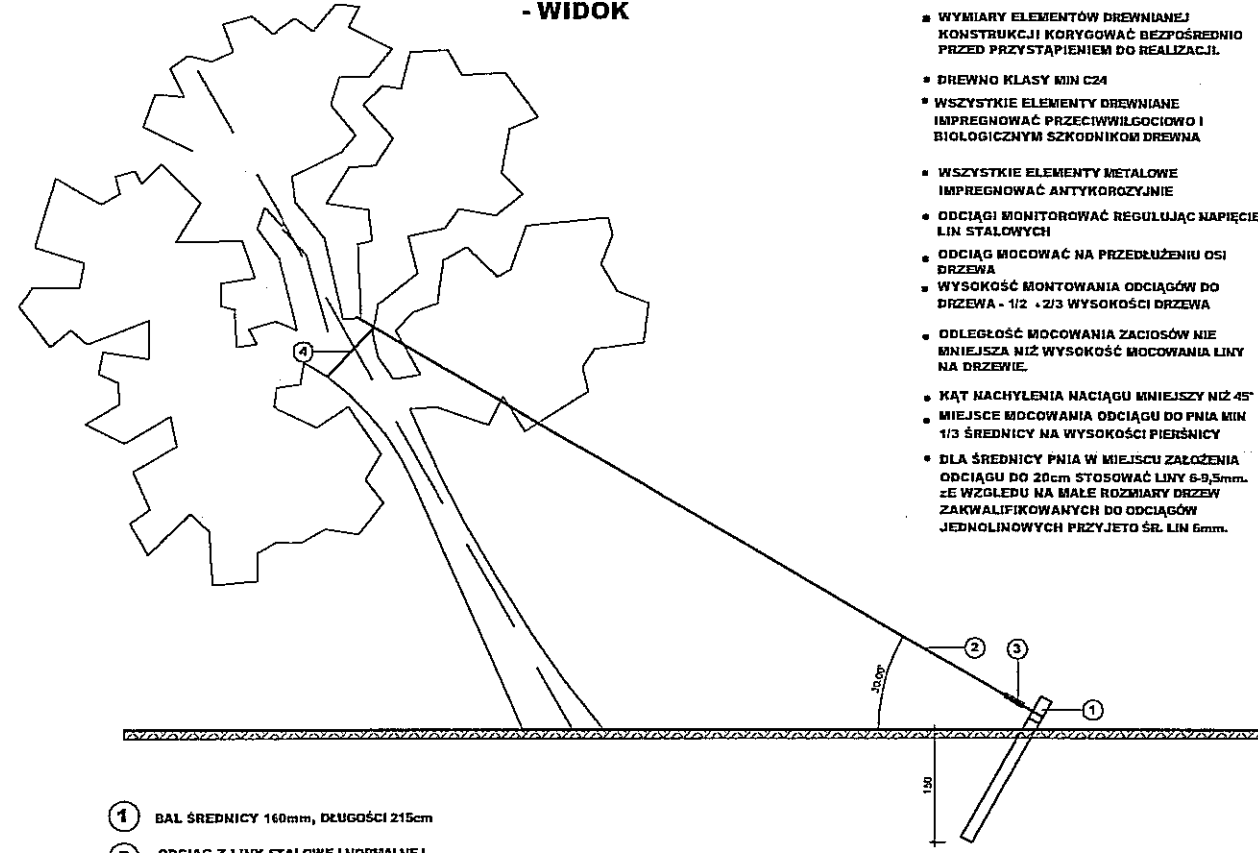 - WIDOK
WYMIARY ELEMENTÓW DREWNIANEJ
KONSTRUKCJI KORYGOWAĆ BEZPOŚREDNIO
PRZED PRZYSTĄPIENIEM DO REALIZACJI.
DREWNO KLASY MIN C24
WSZYSTKIE ELEMENTY DREWNIANE
IMPREGNOWAĆ PRZECIWWILGOCIOWO I
BIOLOGICZNYM SZKODNIKOM DREWNA
WSZYSTKIE ELEMENTY METALOWE
IMPREGNOWAĆ ANTYKOROZYJNIE
ODCIĄGI MONITOROWAĆ REGULUJĄC NAPIĘCIE
LIN STALOWYCH
ODCIĄG MOCOWAĆ NA PRZEDŁUŻENIU OSI
DRZEWA
WYSOKOŚĆ MONTOWANIA ODCIĄGÓW DO
DRZEWA - 1/2 ÷2/3 WYSOKOŚCI DRZEWA
ODLEGŁOŚĆ MOCOWANIA ZACIOSÓW NIE
MNIEJSZA NIŻ WYSOKOŚĆ MOCOWANIA LINY
NA DRZEWIE.
KĄT NACHYLENIA NACIĄGU MNIEJSZY NIŻ 45°
MIEJSCE MOCOWANIA ODCIĄGU DO PNIA MIN
1/3 ŚREDNICY NA WYSOKOŚCI PIERŚNICY
DLA ŚREDNICY PNIA W MIEJSCU ZAŁOŻENIA
ODCIĄGU DO 20cm STOSOWAĆ LINY 6-9,5mm.
zE WZGLEDU NA MAŁE ROZMIARY DRZEW
ZAKWALIFIKOWANYCH DO ODCIĄGÓW
JEDNOLINOWYCH PRZYJETO ŚR. LIN 6mm.
4
2
3
1
30.00°
150
1 BAL ŚREDNICY 160mm, DŁUGOŚCI 215cm
ODCIĄG Z LINY STALOWEJ NORMALNEJ